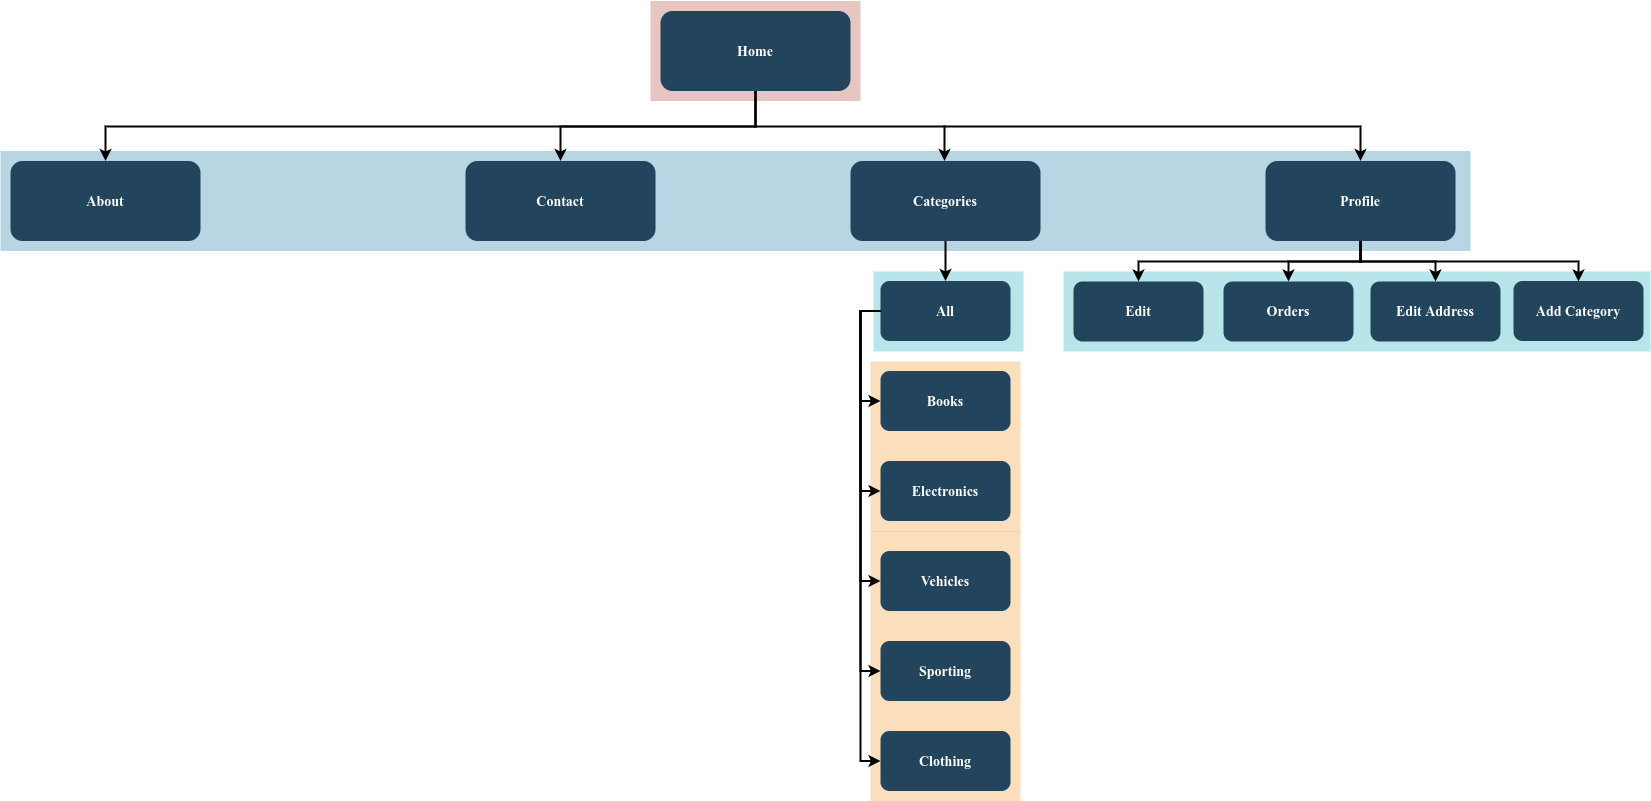 Home
About
Contact
Categories
Profile
All
Edit
Orders
Edit Address
Add Category
Books
Electronics
Vehicles
Sporting
Clothing